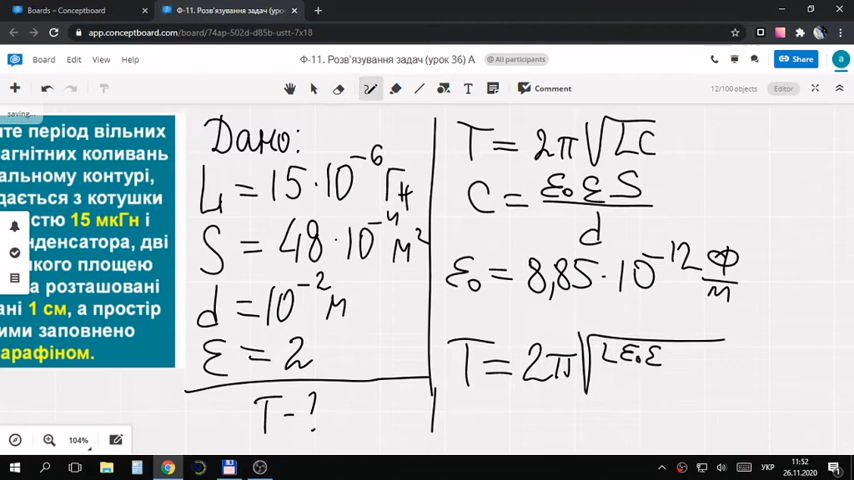 Boards – Conceptboard
Ф-11. Розв'язування задач (уро
app.conceptboard.com/board/74ap-502d-d85b-ustt-7x18
Board Edit View Help
Ф-11. Розв'язування задач (урок 36) А
@ All participants
Share
Comment
12/100 objects
Editor
saving...
те період вільних
агнітних коливань
альному контурі,
дається з котушки
стю 15 мкГн і
нденсатора, дві
якого площею
а розташовані
ані 1 см, а простір
ими заповнено
арафіном.
Дано:
L = 15·10⁻⁶ Гн
S = 48·10⁻⁴ м²
d = 10⁻² м
ε = 2
T - ?
T = 2π√LC
C = ε₀εS/d
ε₀ = 8,85·10⁻¹² Ф/м
T = 2π√Lε₀ε
104%
УКР
11:52
26.11.2020